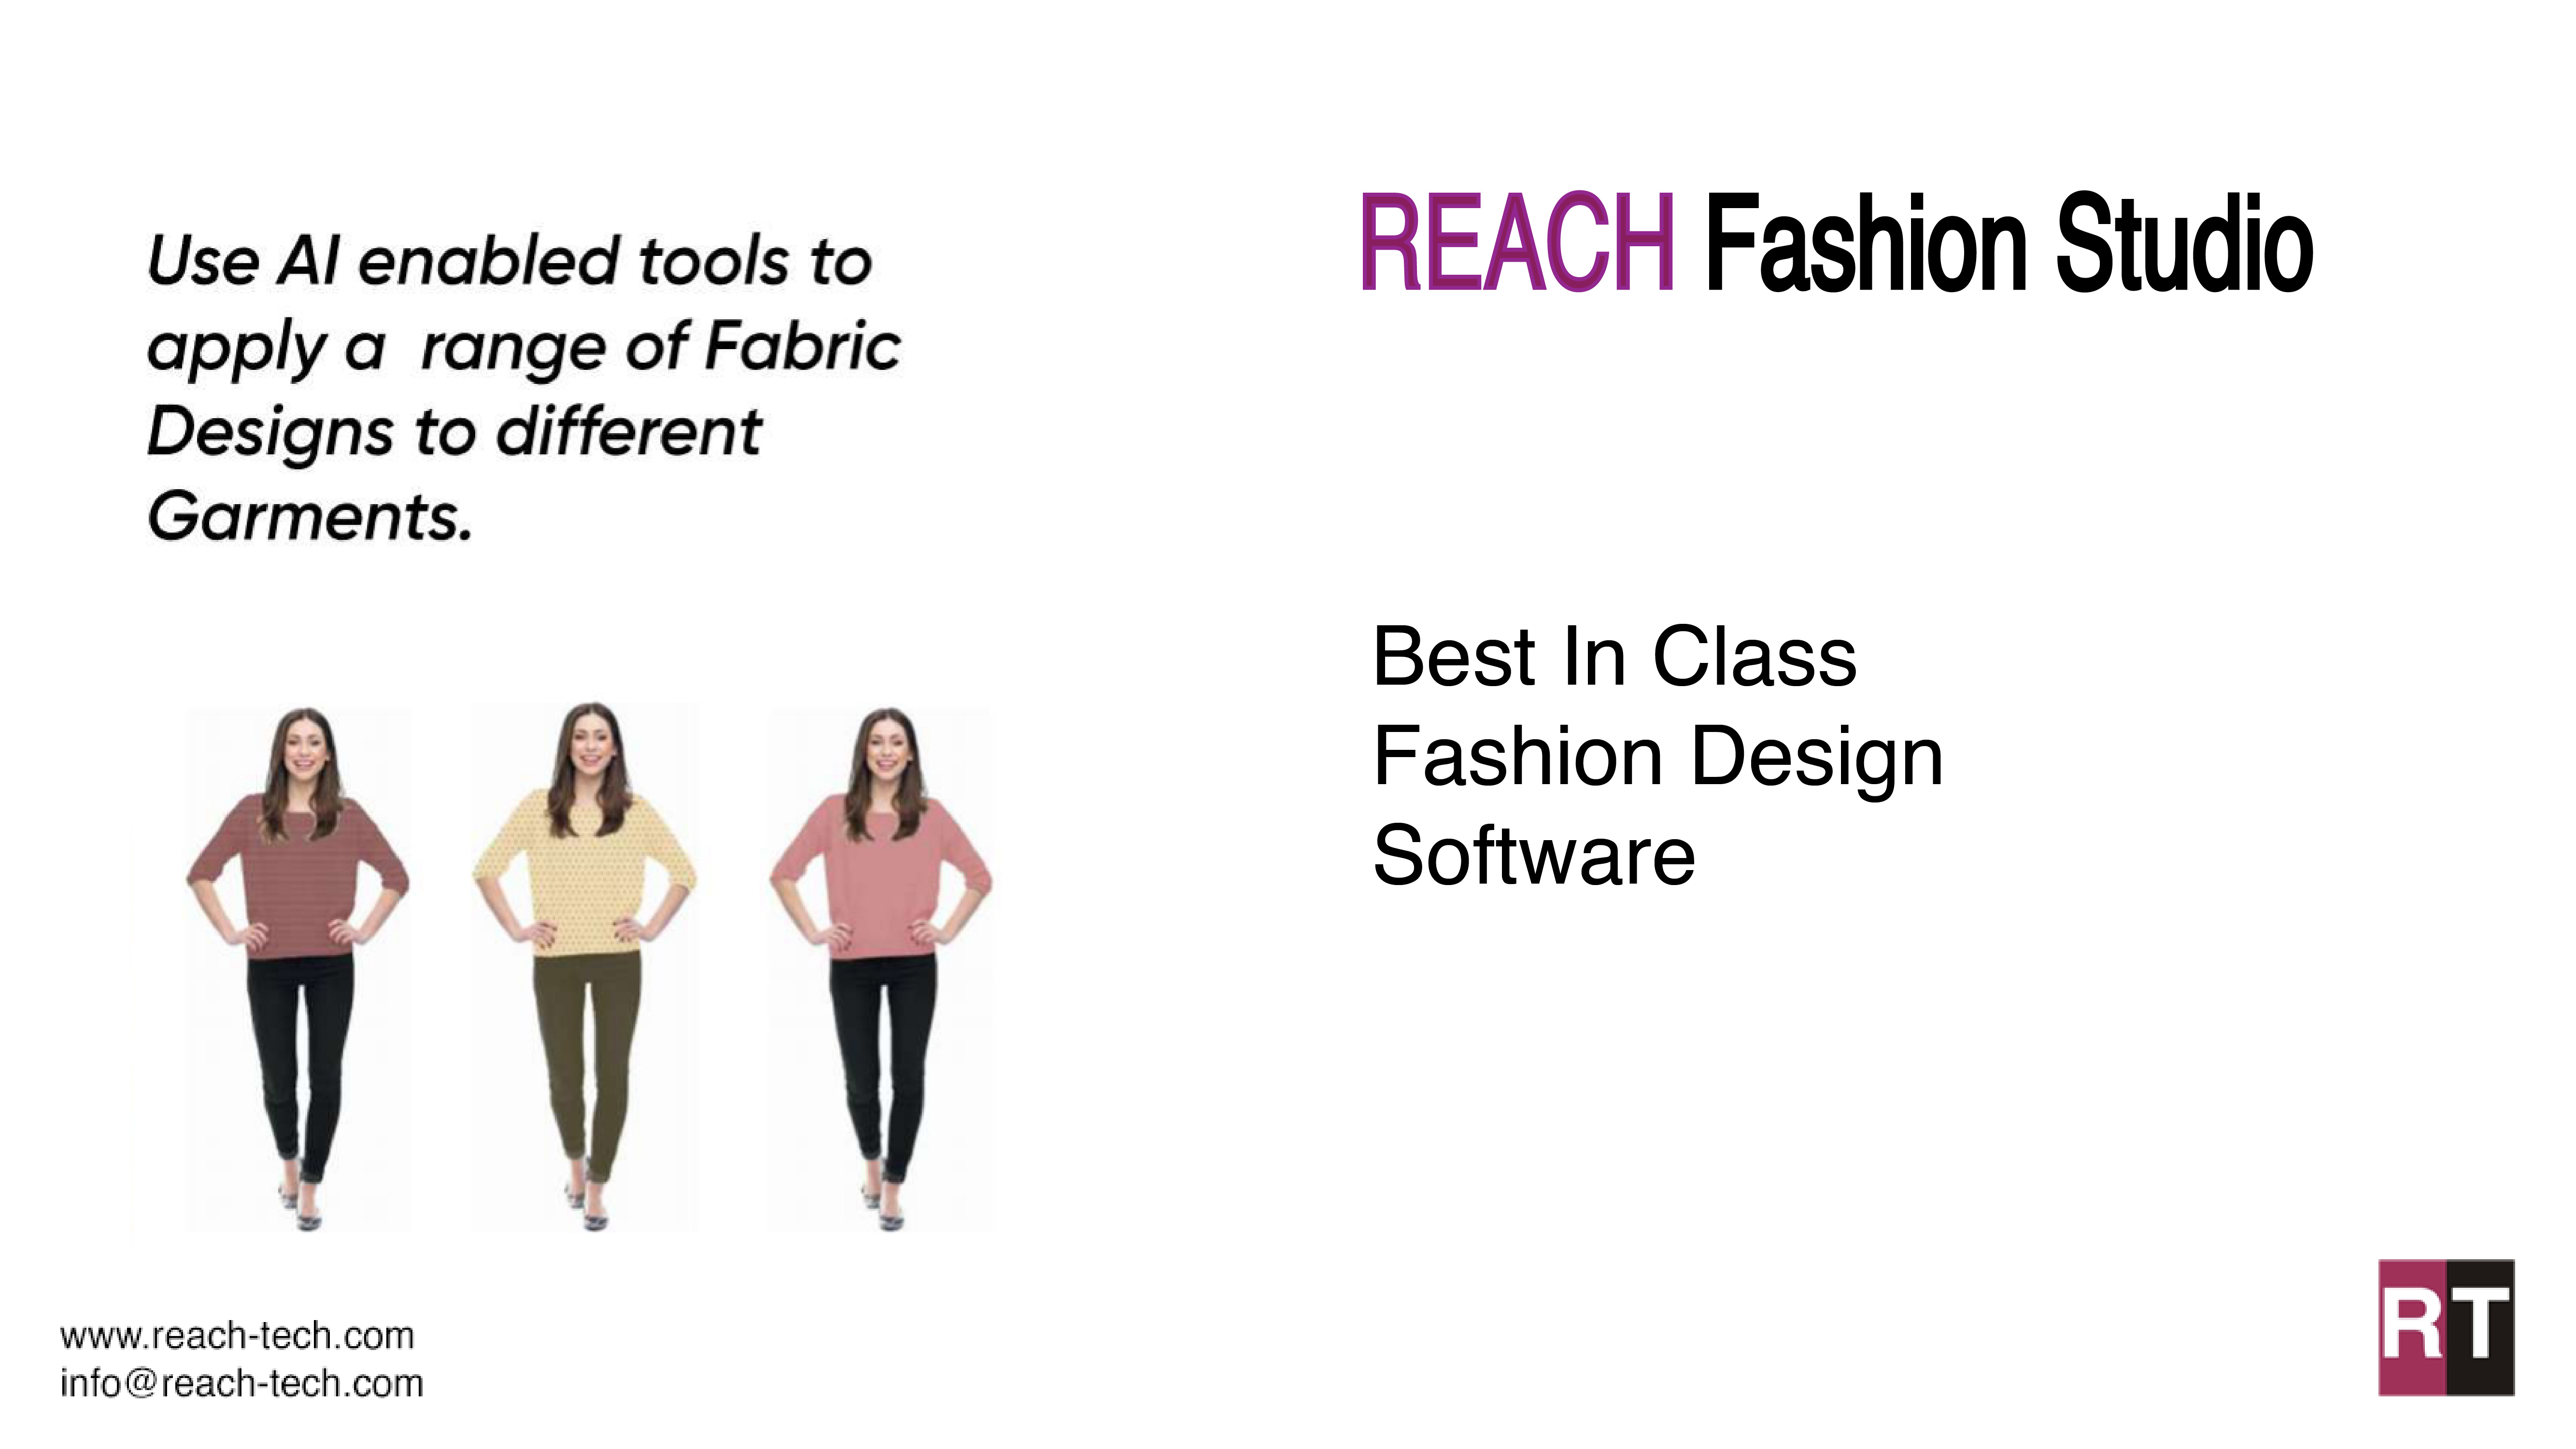 Use AI enabled tools to
apply a  range of Fabric
Designs to different
Garments.
REACH Fashion Studio
Best In Class
Fashion Design
Software
www.reach-tech.com
info@reach-tech.com
RT